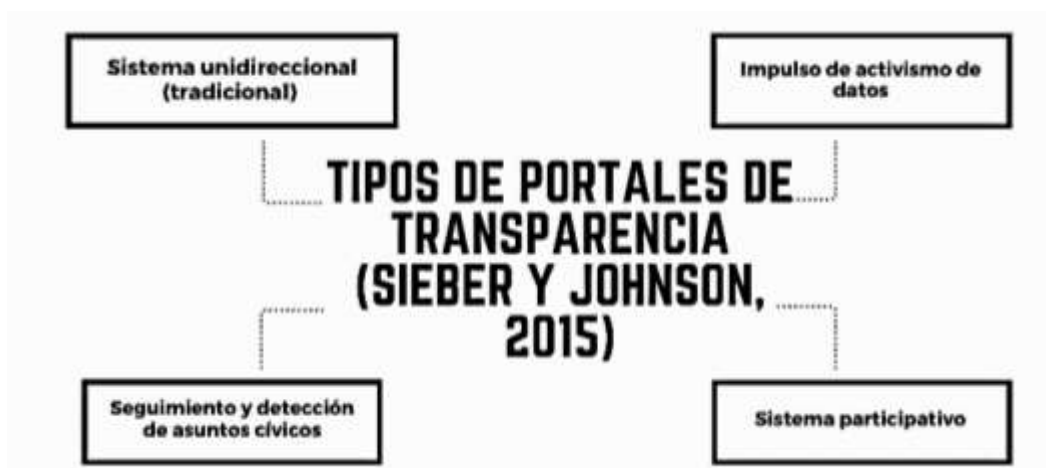 Sistema unidireccional
(tradicional)
Impulso de activismo de
datos
TIPOS DE PORTALES DE
TRANSPARENCIA
(SIEBER Y JOHNSON,
2015)
Seguimiento y detección
de asuntos cívicos
Sistema participativo